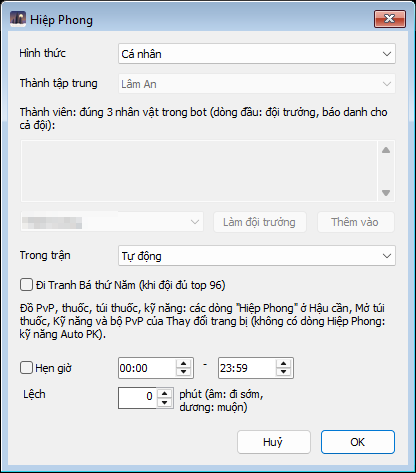 Hiệp Phong
Hình thức
Cá nhân
Thành tập trung
Lâm An
Thành viên: đúng 3 nhân vật trong bot (dòng đầu: đội trưởng, báo danh cho
cả đội):
Làm đội trưởng
Thêm vào
Trong trận
Tự động
Đi Tranh Bá thứ Năm (khi đội đủ top 96)
Đồ PvP, thuốc, túi thuốc, kỹ năng: các dòng "Hiệp Phong" ở Hậu cần, Mở túi
thuốc, Kỹ năng và bộ PvP của Thay đổi trang bị (không có dòng Hiệp Phong:
kỹ năng Auto PK).
Hẹn giờ
00:00
-
23:59
Lệch
0
phút (âm: đi sớm,
dương: muộn)
Huỷ
OK